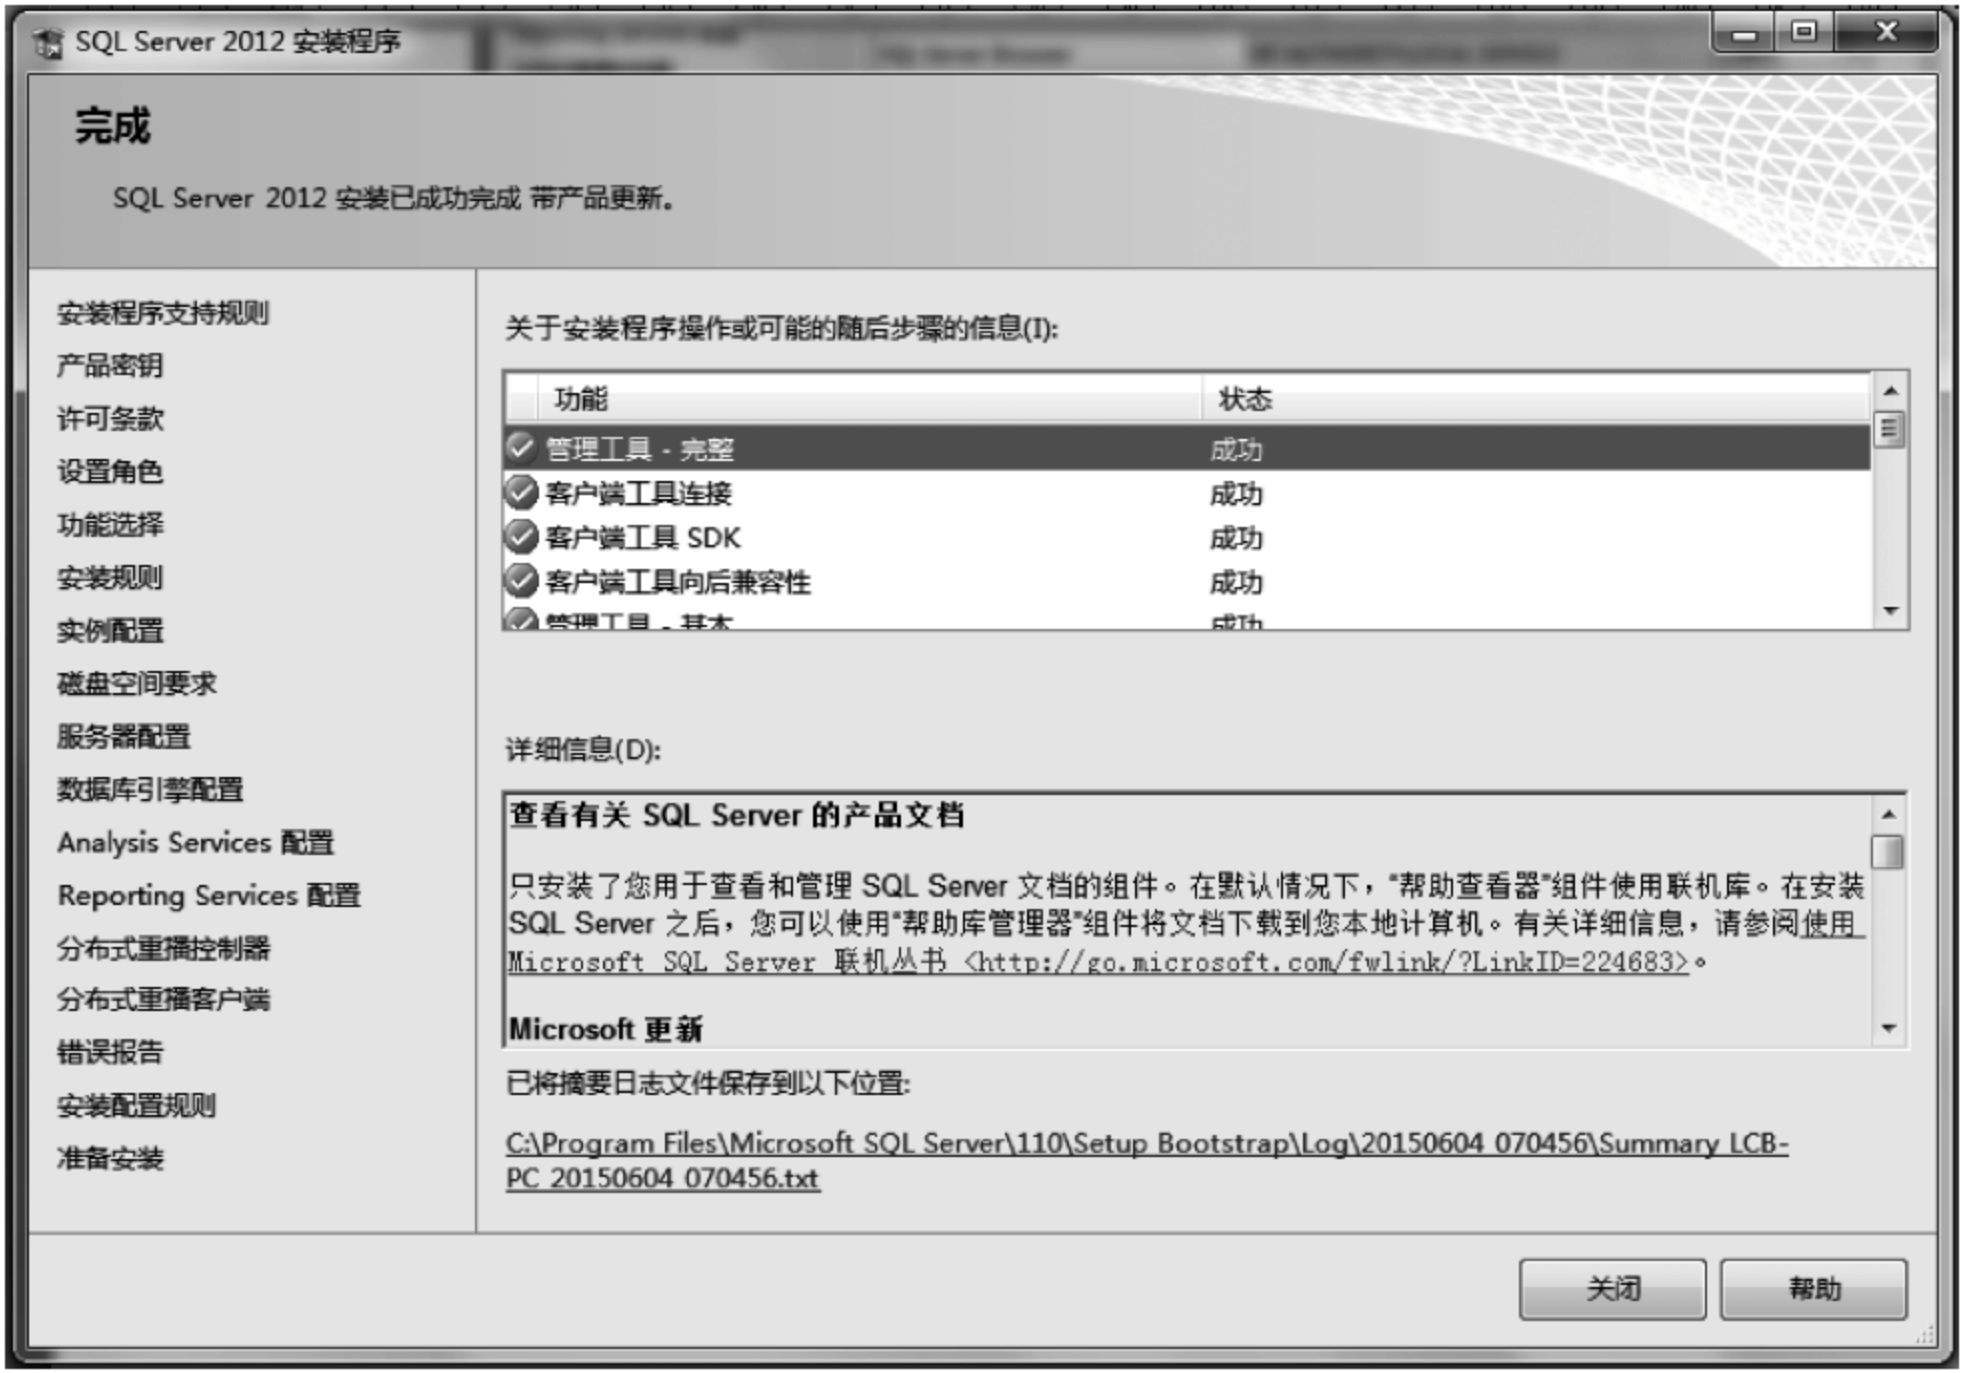 SQL Server 2012 安装程序
完成
SQL Server 2012 安装已成功完成 带产品更新。
安装程序支持规则
产品密钥
许可条款
设置角色
功能选择
安装规则
实例配置
磁盘空间要求
服务器配置
数据库引擎配置
Analysis Services 配置
Reporting Services 配置
分布式重播控制器
分布式重播客户端
错误报告
安装配置规则
准备安装
关于安装程序操作或可能的随后步骤的信息(I):
功能 状态
管理工具 - 完整 成功
客户端工具连接 成功
客户端工具 SDK 成功
客户端工具向后兼容性 成功
管理工具 - 基本 成功
详细信息(D):
查看有关 SQL Server 的产品文档
只安装了您用于查看和管理 SQL Server 文档的组件。在默认情况下，“帮助查看器”组件使用联机库。在安装
SQL Server 之后，您可以使用“帮助库管理器”组件将文档下载到您本地计算机。有关详细信息，请参阅使用
Microsoft SQL Server 联机丛书 <http://go.microsoft.com/fwlink/?LinkID=224683>。
Microsoft 更新
已将摘要日志文件保存到以下位置:
C:\Program Files\Microsoft SQL Server\110\Setup Bootstrap\Log\20150604_070456\Summary_LCB-
PC_20150604_070456.txt
关闭 帮助